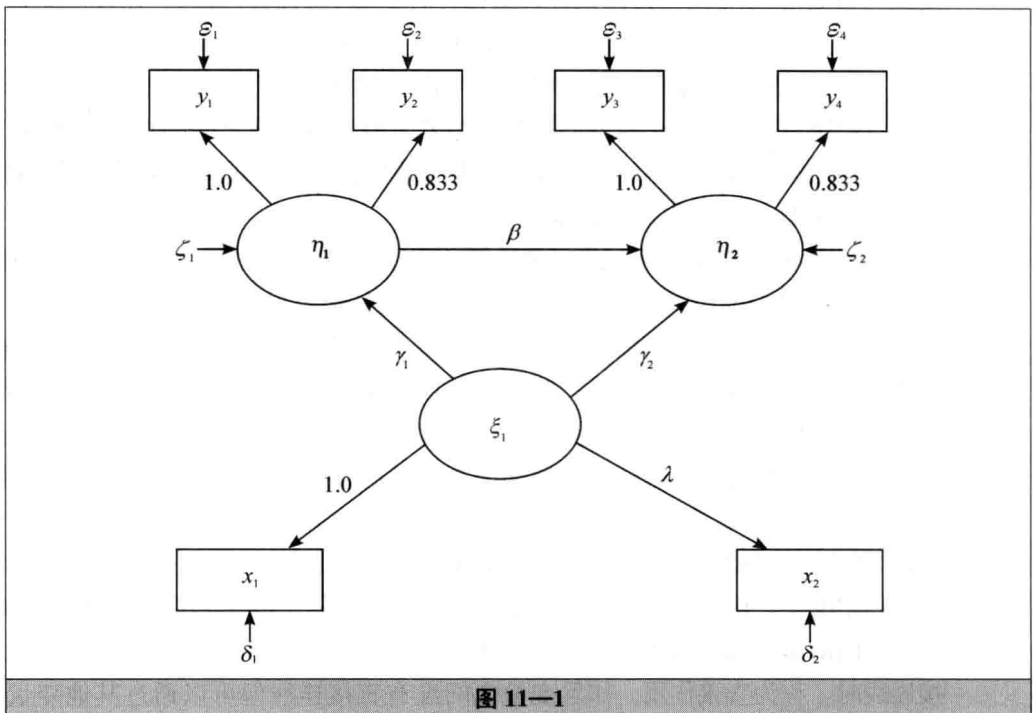 ε₁ ε₂ ε₃ ε₄
y₁ y₂ y₃ y₄
1.0 0.833 1.0 0.833
ζ₁ η₁ β η₂ ζ₂
γ₁ γ₂
ξ₁
1.0 λ
x₁ x₂
δ₁ δ₂
图 11—1